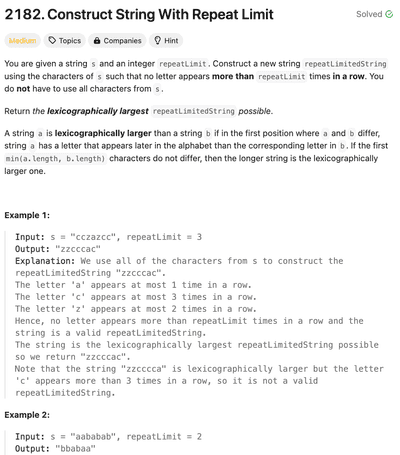 2182. Construct String With Repeat Limit
Solved
Medium Topics Companies Hint
You are given a string s and an integer repeatLimit. Construct a new string repeatLimitedString
using the characters of s such that no letter appears more than repeatLimit times in a row. You
do not have to use all characters from s.
Return the lexicographically largest repeatLimitedString possible.
A string a is lexicographically larger than a string b if in the first position where a and b differ,
string a has a letter that appears later in the alphabet than the corresponding letter in b. If the first
min(a.length, b.length) characters do not differ, then the longer string is the lexicographically
larger one.
Example 1:
Input: s = "cczazcc", repeatLimit = 3
Output: "zzcccac"
Explanation: We use all of the characters from s to construct the
repeatLimitedString "zzcccac".
The letter 'a' appears at most 1 time in a row.
The letter 'c' appears at most 3 times in a row.
The letter 'z' appears at most 2 times in a row.
Hence, no letter appears more than repeatLimit times in a row and the
string is a valid repeatLimitedString.
The string is the lexicographically largest repeatLimitedString possible
so we return "zzcccac".
Note that the string "zzcccca" is lexicographically larger but the letter
'c' appears more than 3 times in a row, so it is not a valid
repeatLimitedString.
Example 2:
Input: s = "aababab", repeatLimit = 2
Output: "bbabaa"